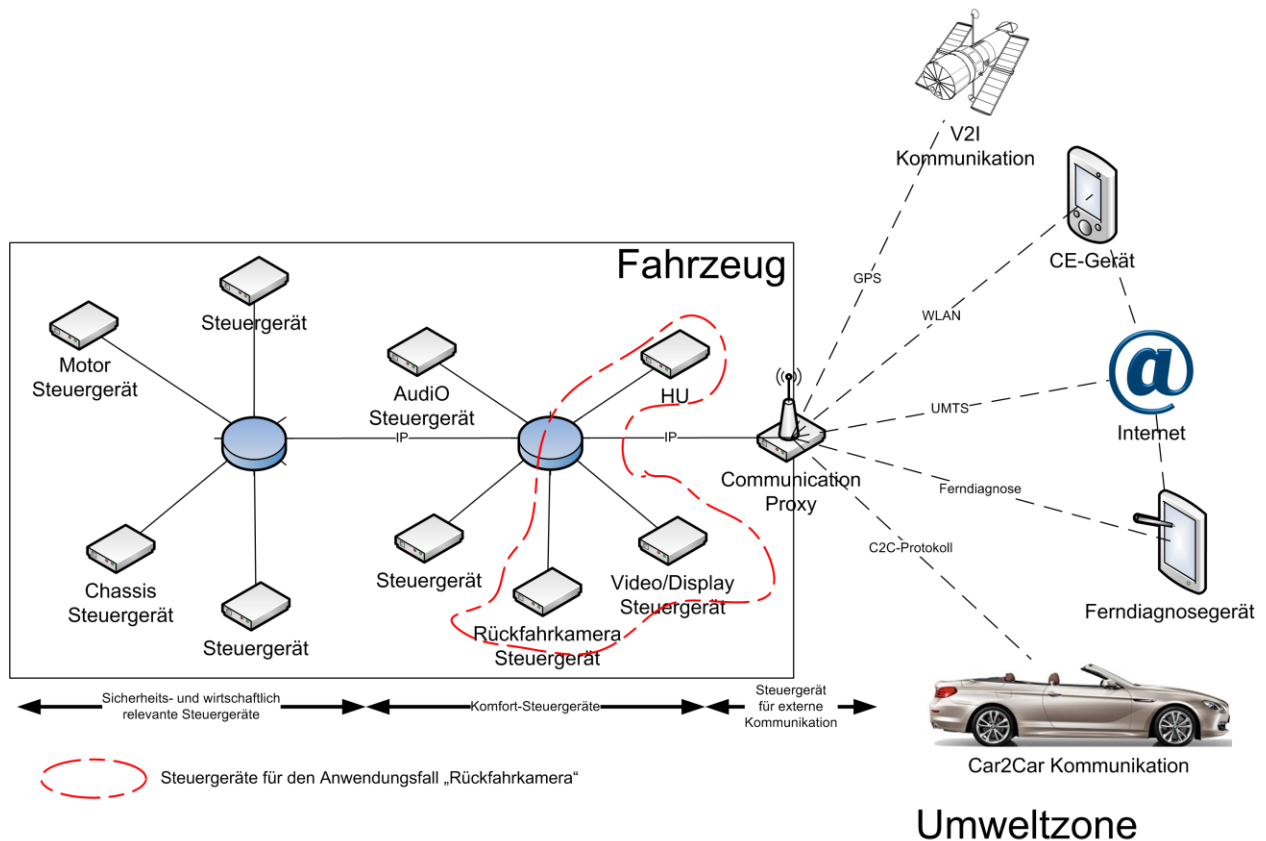 V2I
Kommunikation
CE-Gerät
Fahrzeug
GPS
WLAN
Steuergerät
Motor
Steuergerät
AudiO
Steuergerät
HU
UMTS
Internet
IP
IP
Communication
Proxy
Ferndiagnose
C2C-Protokoll
Chassis
Steuergerät
Steuergerät
Steuergerät
Video/Display
Steuergerät
Rückfahrkamera
Steuergerät
Ferndiagnosegerät
Sicherheits- und wirtschaftlich
relevante Steuergeräte
Komfort-Steuergeräte
Steuergerät
für externe
Kommunikation
Car2Car Kommunikation
Steuergeräte für den Anwendungsfall „Rückfahrkamera“
Umweltzone